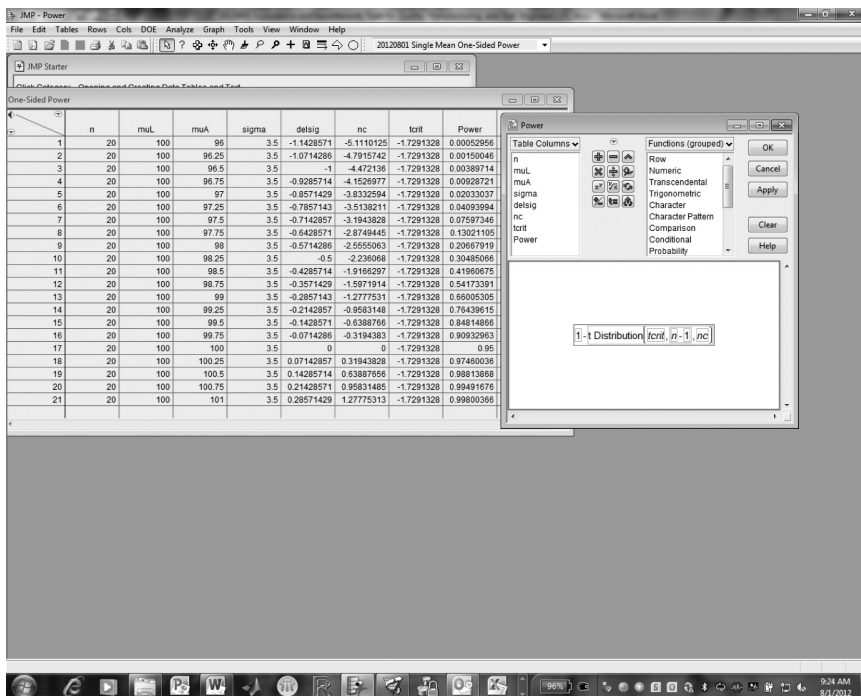 JMP - Power
File Edit Tables Rows Cols DOE Analyze Graph Tools View Window Help
20120801 Single Mean One-Sided Power
JMP Starter
Click Category Opening and Creating Data Tables and Text
One-Sided Power
n muL muA sigma delsig nc tcrit Power
1 20 100 96 3.5 -1.1428571 -5.1110125 -1.7291328 0.00052956
2 20 100 96.25 3.5 -1.0714286 -4.7915742 -1.7291328 0.00150046
3 20 100 96.5 3.5 -1 -4.472136 -1.7291328 0.00389714
4 20 100 96.75 3.5 -0.9285714 -4.1526977 -1.7291328 0.00928721
5 20 100 97 3.5 -0.8571429 -3.8332594 -1.7291328 0.02033037
6 20 100 97.25 3.5 -0.7857143 -3.5138211 -1.7291328 0.04093994
7 20 100 97.5 3.5 -0.7142857 -3.1943828 -1.7291328 0.07597346
8 20 100 97.75 3.5 -0.6428571 -2.8749445 -1.7291328 0.13021105
9 20 100 98 3.5 -0.5714286 -2.5555063 -1.7291328 0.20667919
10 20 100 98.25 3.5 -0.5 -2.236068 -1.7291328 0.30485066
11 20 100 98.5 3.5 -0.4285714 -1.9166297 -1.7291328 0.41960675
12 20 100 98.75 3.5 -0.3571429 -1.5971914 -1.7291328 0.54173391
13 20 100 99 3.5 -0.2857143 -1.2777531 -1.7291328 0.66005305
14 20 100 99.25 3.5 -0.2142857 -0.9583148 -1.7291328 0.76439615
15 20 100 99.5 3.5 -0.1428571 -0.6388766 -1.7291328 0.84814866
16 20 100 99.75 3.5 -0.0714286 -0.3194383 -1.7291328 0.90932963
17 20 100 100 3.5 0 0 -1.7291328 0.95
18 20 100 100.25 3.5 0.07142857 0.31943828 -1.7291328 0.97460036
19 20 100 100.5 3.5 0.14285714 0.63887656 -1.7291328 0.98813868
20 20 100 100.75 3.5 0.21428571 0.95831485 -1.7291328 0.99491676
21 20 100 101 3.5 0.28571429 1.27775313 -1.7291328 0.99800366
Power
Table Columns
n
muL
muA
sigma
delsig
nc
tcrit
Power
Functions (grouped)
Row
Numeric
Transcendental
Trigonometric
Character
Character Pattern
Comparison
Conditional
Probability
OK
Cancel
Apply
Clear
Help
1 - t Distribution(tcrit, n - 1, nc)
96%
9:24 AM
8/1/2012